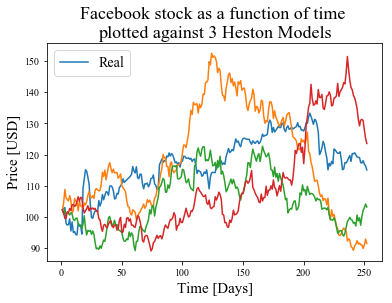 Facebook stock as a function of time
plotted against 3 Heston Models
Real
Price [USD]
150
140
130
120
110
100
90
0 50 100 150 200 250
Time [Days]